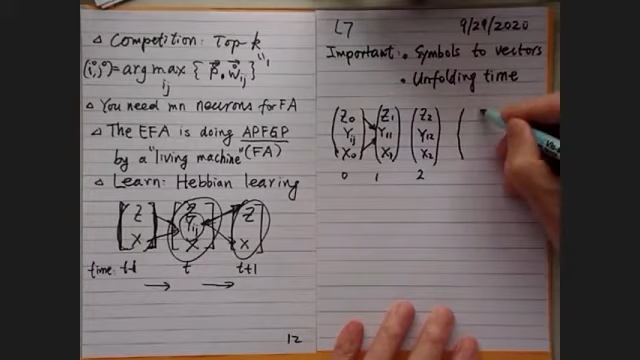 △ Competition: Top k
(i,j)=arg max { p⃗ · w⃗ij } "1
ij
△ You need mn neurons for FA
△ The EFA is doing APFGP
by a "living machine" (FA)
△ Learn: Hebbian learing
Z Z Z
Yij
X X X
time: t-1 t t+1
12
L7 9/29/2020
Important: • Symbols to vectors
• Unfolding time
Z0 Z1 Z2
Yij Y11 Y12
X0 X1 X2
0 1 2